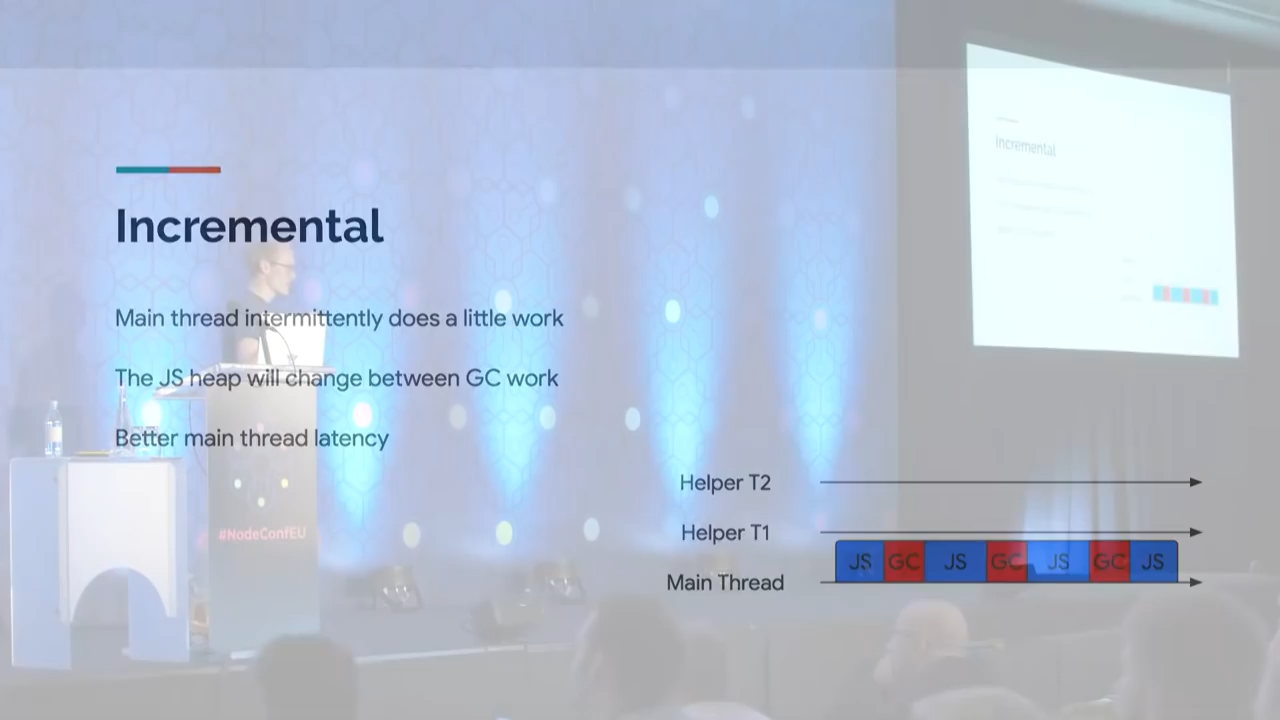 Incremental
Incremental
Main thread intermittently does a little work
The JS heap will change between GC work
Better main thread latency
#NodeConfEU
Helper T2
Helper T1
JS GC JS GC JS GC JS
Main Thread